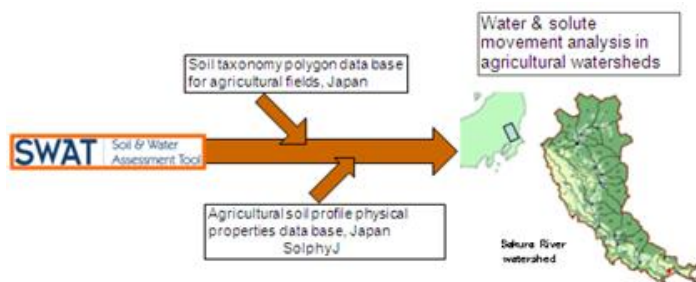 Water & solute
movement analysis in
agricultural watersheds
Soil taxonomy polygon data base
for agricultural fields, Japan
SWAT
Soil & Water
Assessment Tool
Agricultural soil profile physical
properties data base, Japan
SolphyJ
Sakura River
watershed